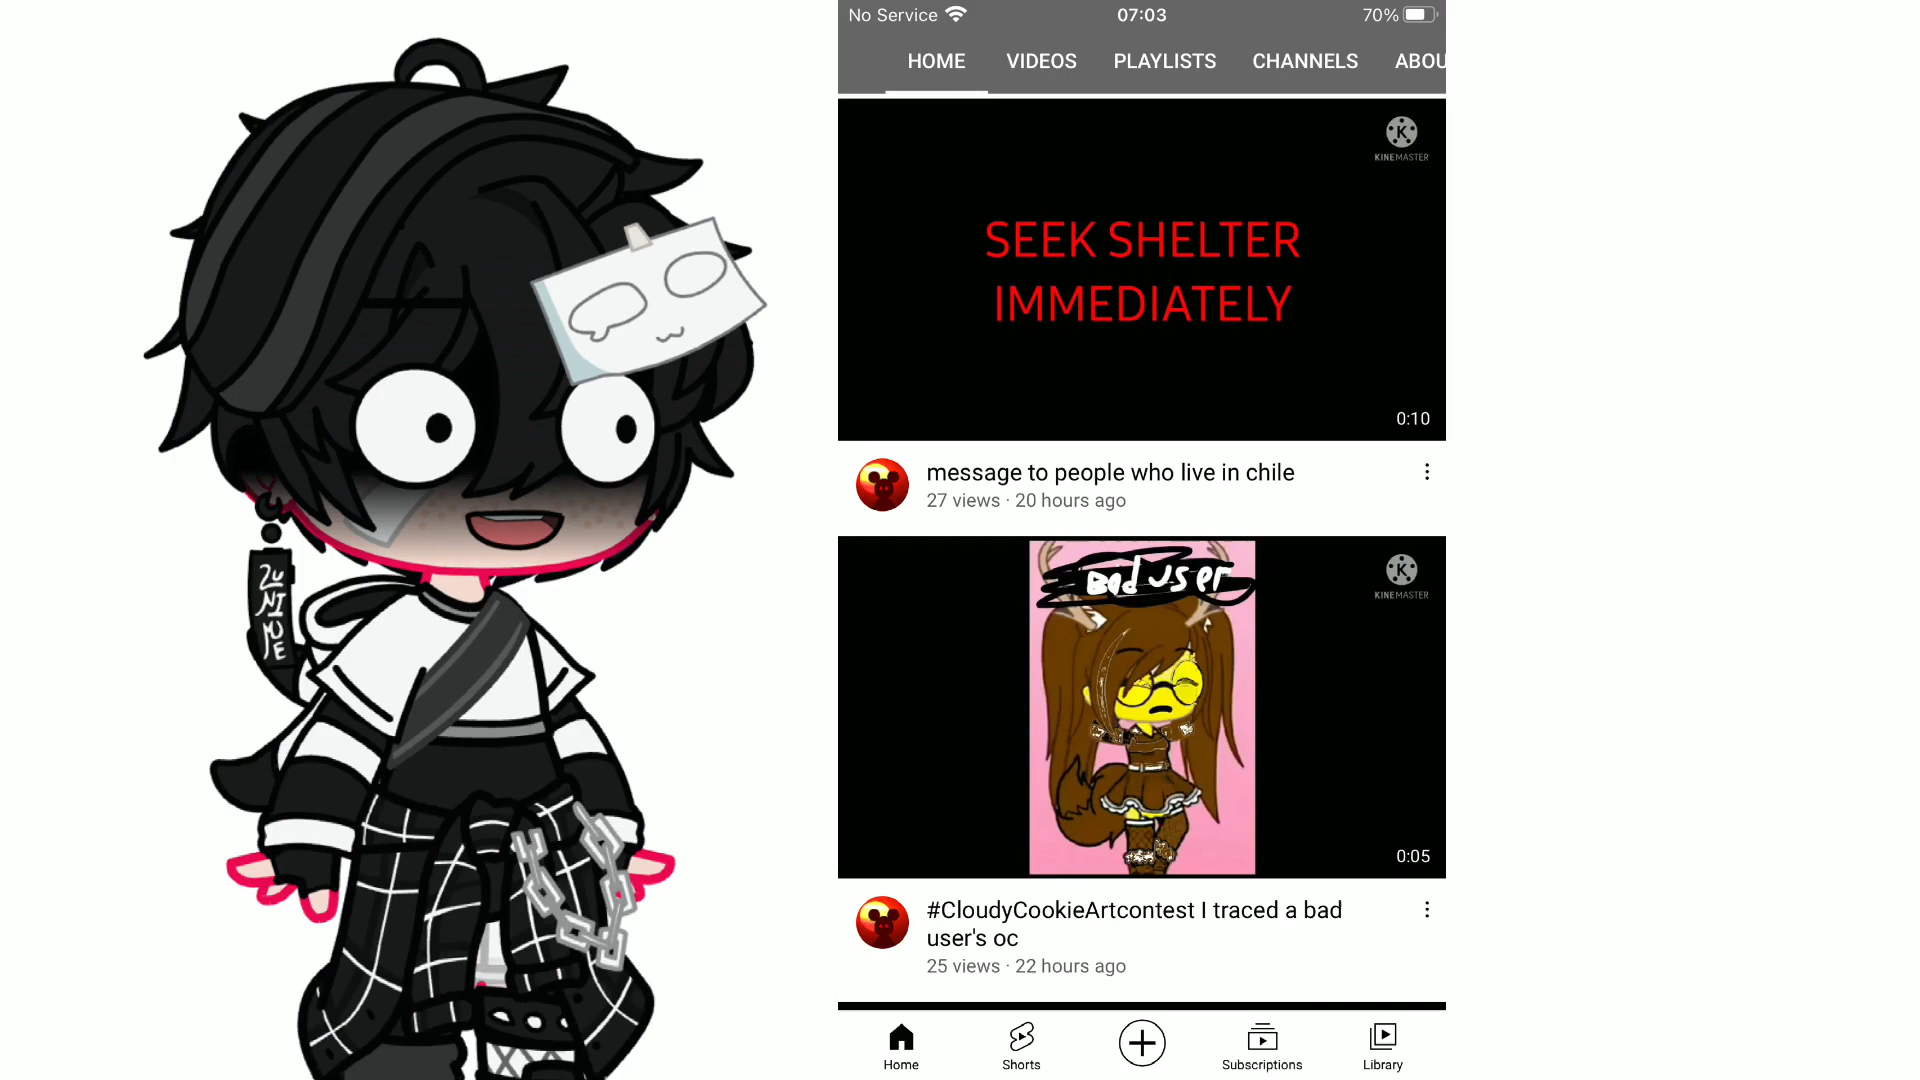 No Service 07:03 70%
HOME VIDEOS PLAYLISTS CHANNELS ABOU
K
KINEMASTER
SEEK SHELTER
IMMEDIATELY
0:10
message to people who live in chile
27 views · 20 hours ago
Bad user
K
KINEMASTER
0:05
#CloudyCookieArtcontest I traced a bad
user's oc
25 views · 22 hours ago
Home Shorts Subscriptions Library